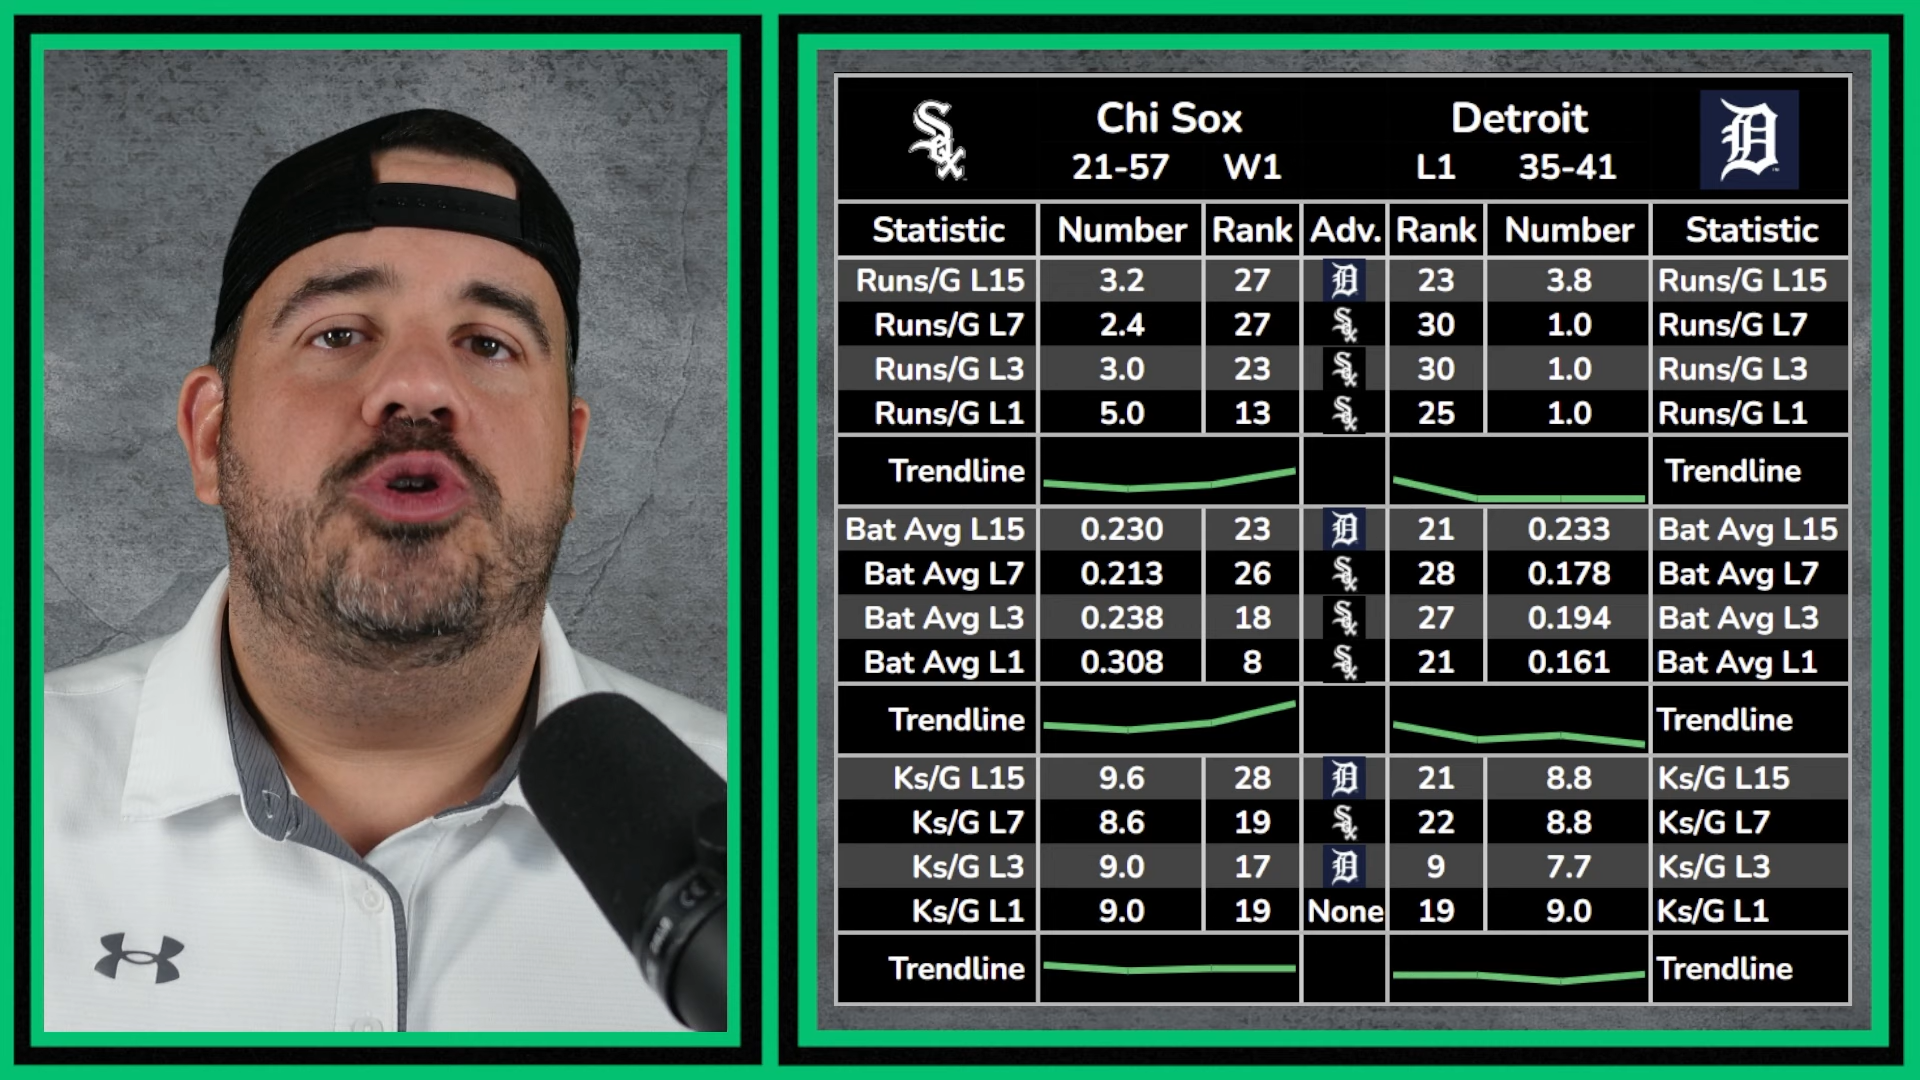 Chi Sox Detroit
21-57 W1 L1 35-41
Statistic Number Rank Adv. Rank Number Statistic
Runs/G L15 3.2 27 D 23 3.8 Runs/G L15
Runs/G L7 2.4 27 Sox 30 1.0 Runs/G L7
Runs/G L3 3.0 23 Sox 30 1.0 Runs/G L3
Runs/G L1 5.0 13 Sox 25 1.0 Runs/G L1
Trendline Trendline
Bat Avg L15 0.230 23 D 21 0.233 Bat Avg L15
Bat Avg L7 0.213 26 Sox 28 0.178 Bat Avg L7
Bat Avg L3 0.238 18 Sox 27 0.194 Bat Avg L3
Bat Avg L1 0.308 8 Sox 21 0.161 Bat Avg L1
Trendline Trendline
Ks/G L15 9.6 28 D 21 8.8 Ks/G L15
Ks/G L7 8.6 19 Sox 22 8.8 Ks/G L7
Ks/G L3 9.0 17 D 9 7.7 Ks/G L3
Ks/G L1 9.0 19 None 19 9.0 Ks/G L1
Trendline Trendline